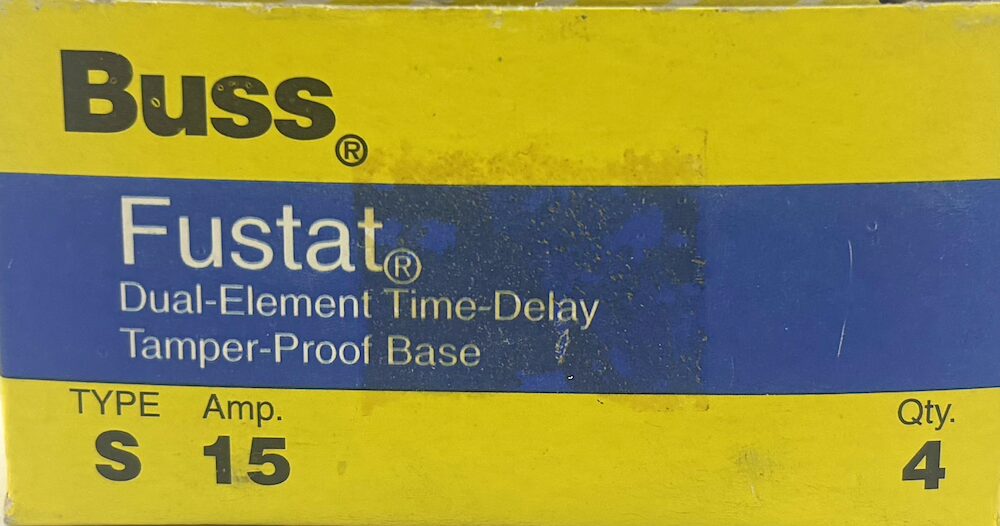 Buss®
Fustat®
Dual-Element Time-Delay
Tamper-Proof Base
TYPE Amp. Qty.
S 15 4